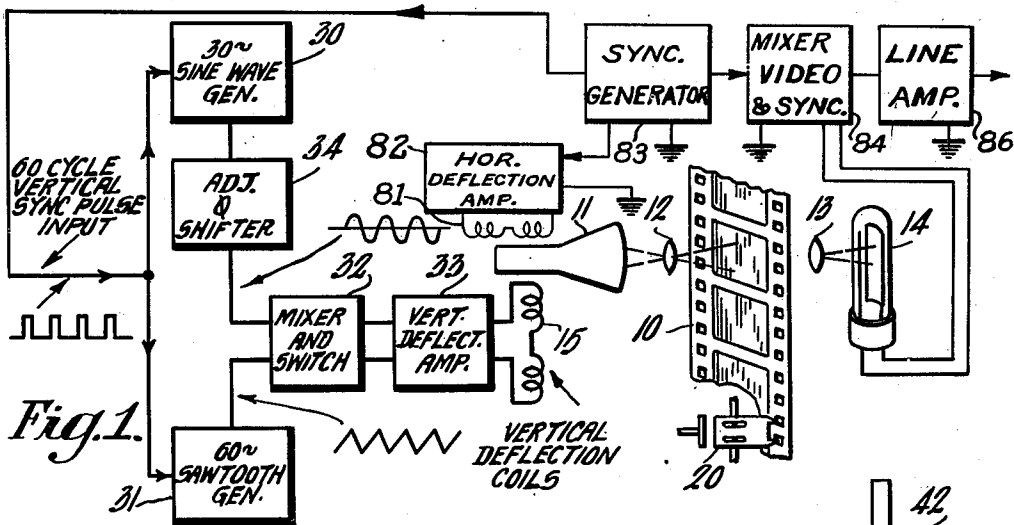 30~
SINE WAVE
GEN.
30
SYNC.
GENERATOR
83
MIXER
VIDEO
& SYNC.
84
LINE
AMP.
86
60 CYCLE
VERTICAL
SYNC PULSE
INPUT
ADJ.
Φ
SHIFTER
34
82
HOR.
DEFLECTION
AMP.
81
11
12
13
14
10
MIXER
AND
SWITCH
32
VERT.
DEFLECT.
AMP.
33
15
VERTICAL
DEFLECTION
COILS
Fig.1.
60~
SAWTOOTH
GEN.
31
20
42